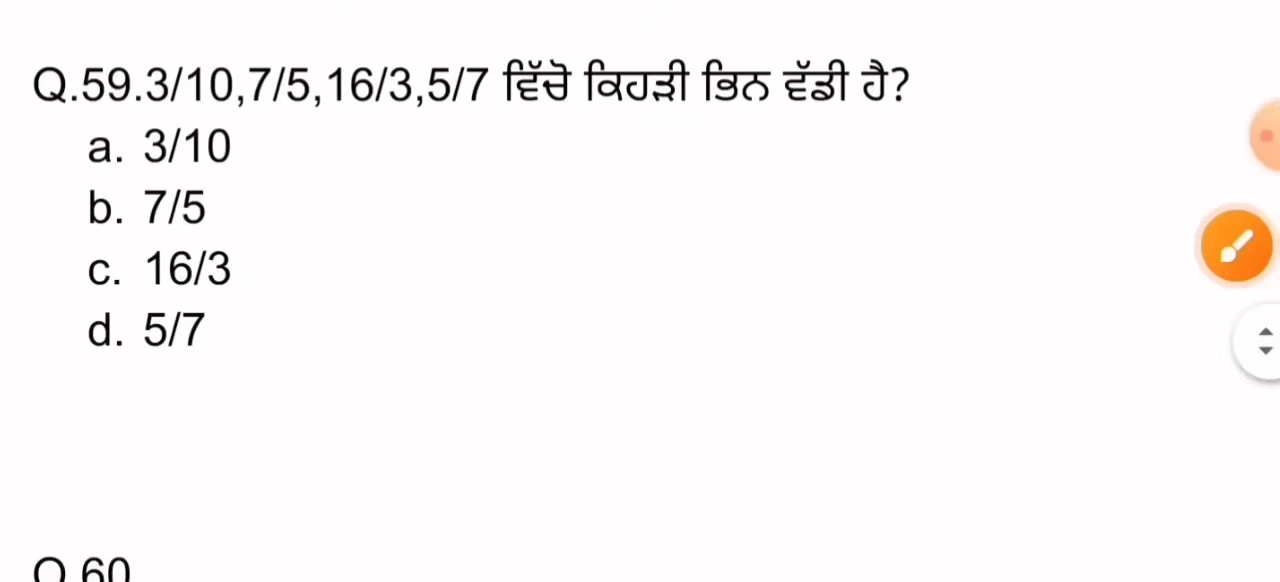 Q.59.3/10,7/5,16/3,5/7 ਵਿੱਚੋ ਕਿਹੜੀ ਭਿਨ ਵੱਡੀ ਹੈ?
a. 3/10
b. 7/5
c. 16/3
d. 5/7
Q 60